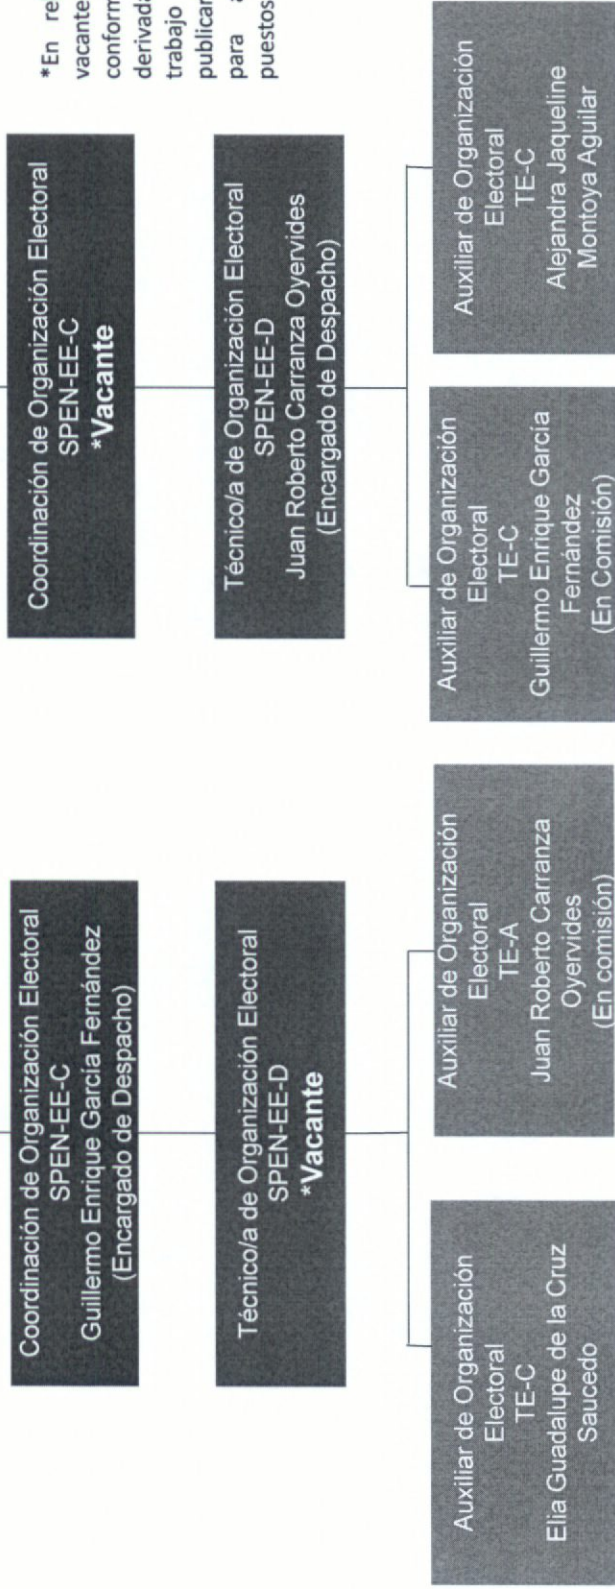 Coordinación de Organización Electoral
SPEN-EE-C
Guillermo Enrique García Fernández
(Encargado de Despacho)
Técnico/a de Organización Electoral
SPEN-EE-D
*Vacante
Auxiliar de Organización
Electoral
TE-C
Elia Guadalupe de la Cruz
Saucedo
Auxiliar de Organización
Electoral
TE-A
Juan Roberto Carranza
Oyervides
(En comisión)
Coordinación de Organización Electoral
SPEN-EE-C
*Vacante
Técnico/a de Organización Electoral
SPEN-EE-D
Juan Roberto Carranza Oyervides
(Encargado de Despacho)
Auxiliar de Organización
Electoral
TE-C
Guillermo Enrique García
Fernández
(En Comisión)
Auxiliar de Organización
Electoral
TE-C
Alejandra Jaqueline
Montoya Aguilar
*En re
vacante
conform
derivada
trabajo
publicar
para a
puestos